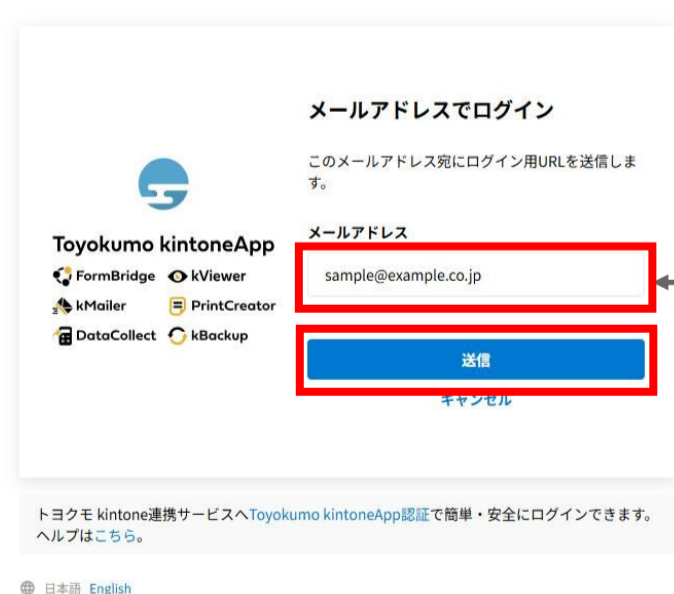 メールアドレスでログイン
このメールアドレス宛にログイン用URLを送信しま
す。
メールアドレス
sample@example.co.jp
送信
キャンセル
Toyokumo kintoneApp
FormBridge kViewer
kMailer PrintCreator
DataCollect kBackup
トヨクモ kintone連携サービスへToyokumo kintoneApp認証で簡単・安全にログインできます。
ヘルプはこちら。
日本語 English